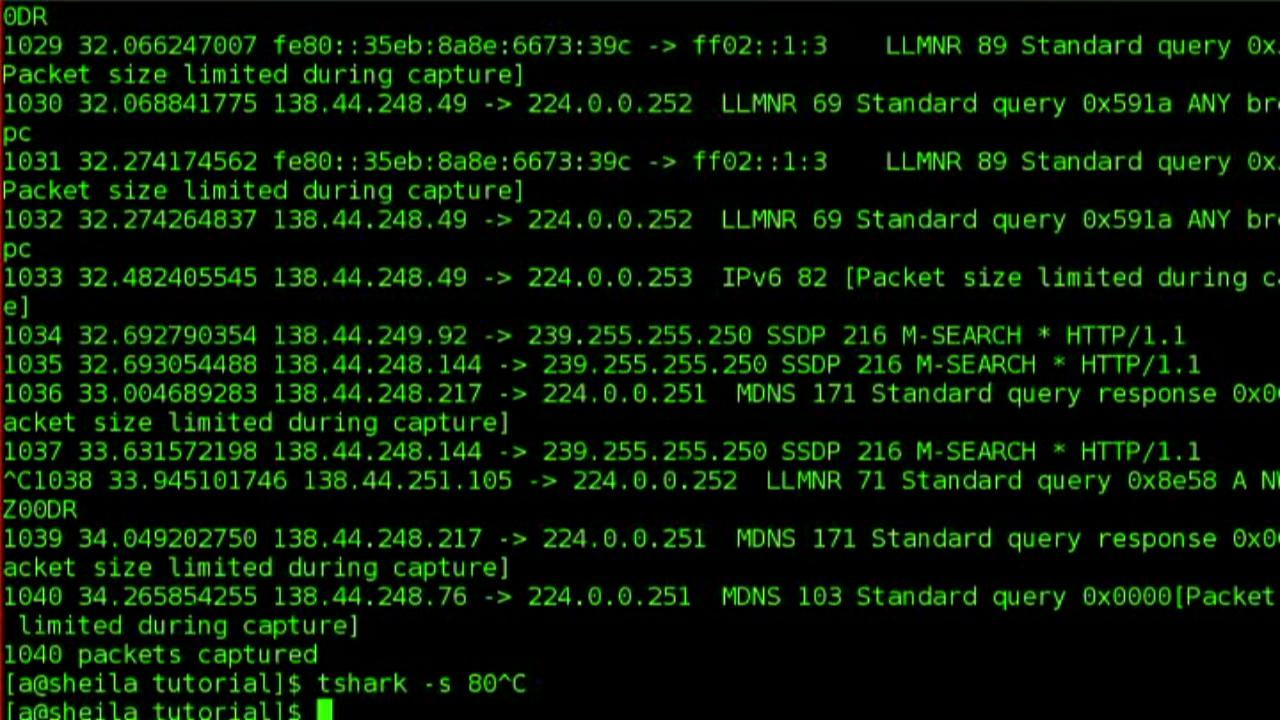 0DR
1029 32.066247007 fe80::35eb:8a8e:6673:39c -> ff02::1:3    LLMNR 89 Standard query 0x
Packet size limited during capture]
1030 32.068841775 138.44.248.49 -> 224.0.0.252  LLMNR 69 Standard query 0x591a ANY br
pc
1031 32.274174562 fe80::35eb:8a8e:6673:39c -> ff02::1:3    LLMNR 89 Standard query 0x
Packet size limited during capture]
1032 32.274264837 138.44.248.49 -> 224.0.0.252  LLMNR 69 Standard query 0x591a ANY br
pc
1033 32.482405545 138.44.248.49 -> 224.0.0.253  IPv6 82 [Packet size limited during c
e]
1034 32.692790354 138.44.249.92 -> 239.255.255.250 SSDP 216 M-SEARCH * HTTP/1.1
1035 32.693054488 138.44.248.144 -> 239.255.255.250 SSDP 216 M-SEARCH * HTTP/1.1
1036 33.004689283 138.44.248.217 -> 224.0.0.251  MDNS 171 Standard query response 0x0
acket size limited during capture]
1037 33.631572198 138.44.248.144 -> 239.255.255.250 SSDP 216 M-SEARCH * HTTP/1.1
^C1038 33.945101746 138.44.251.105 -> 224.0.0.252  LLMNR 71 Standard query 0x8e58 A N
Z00DR
1039 34.049202750 138.44.248.217 -> 224.0.0.251  MDNS 171 Standard query response 0x0
acket size limited during capture]
1040 34.265854255 138.44.248.76 -> 224.0.0.251  MDNS 103 Standard query 0x0000[Packet
 limited during capture]
1040 packets captured
[a@sheila tutorial]$ tshark -s 80^C
[a@sheila tutorial]$